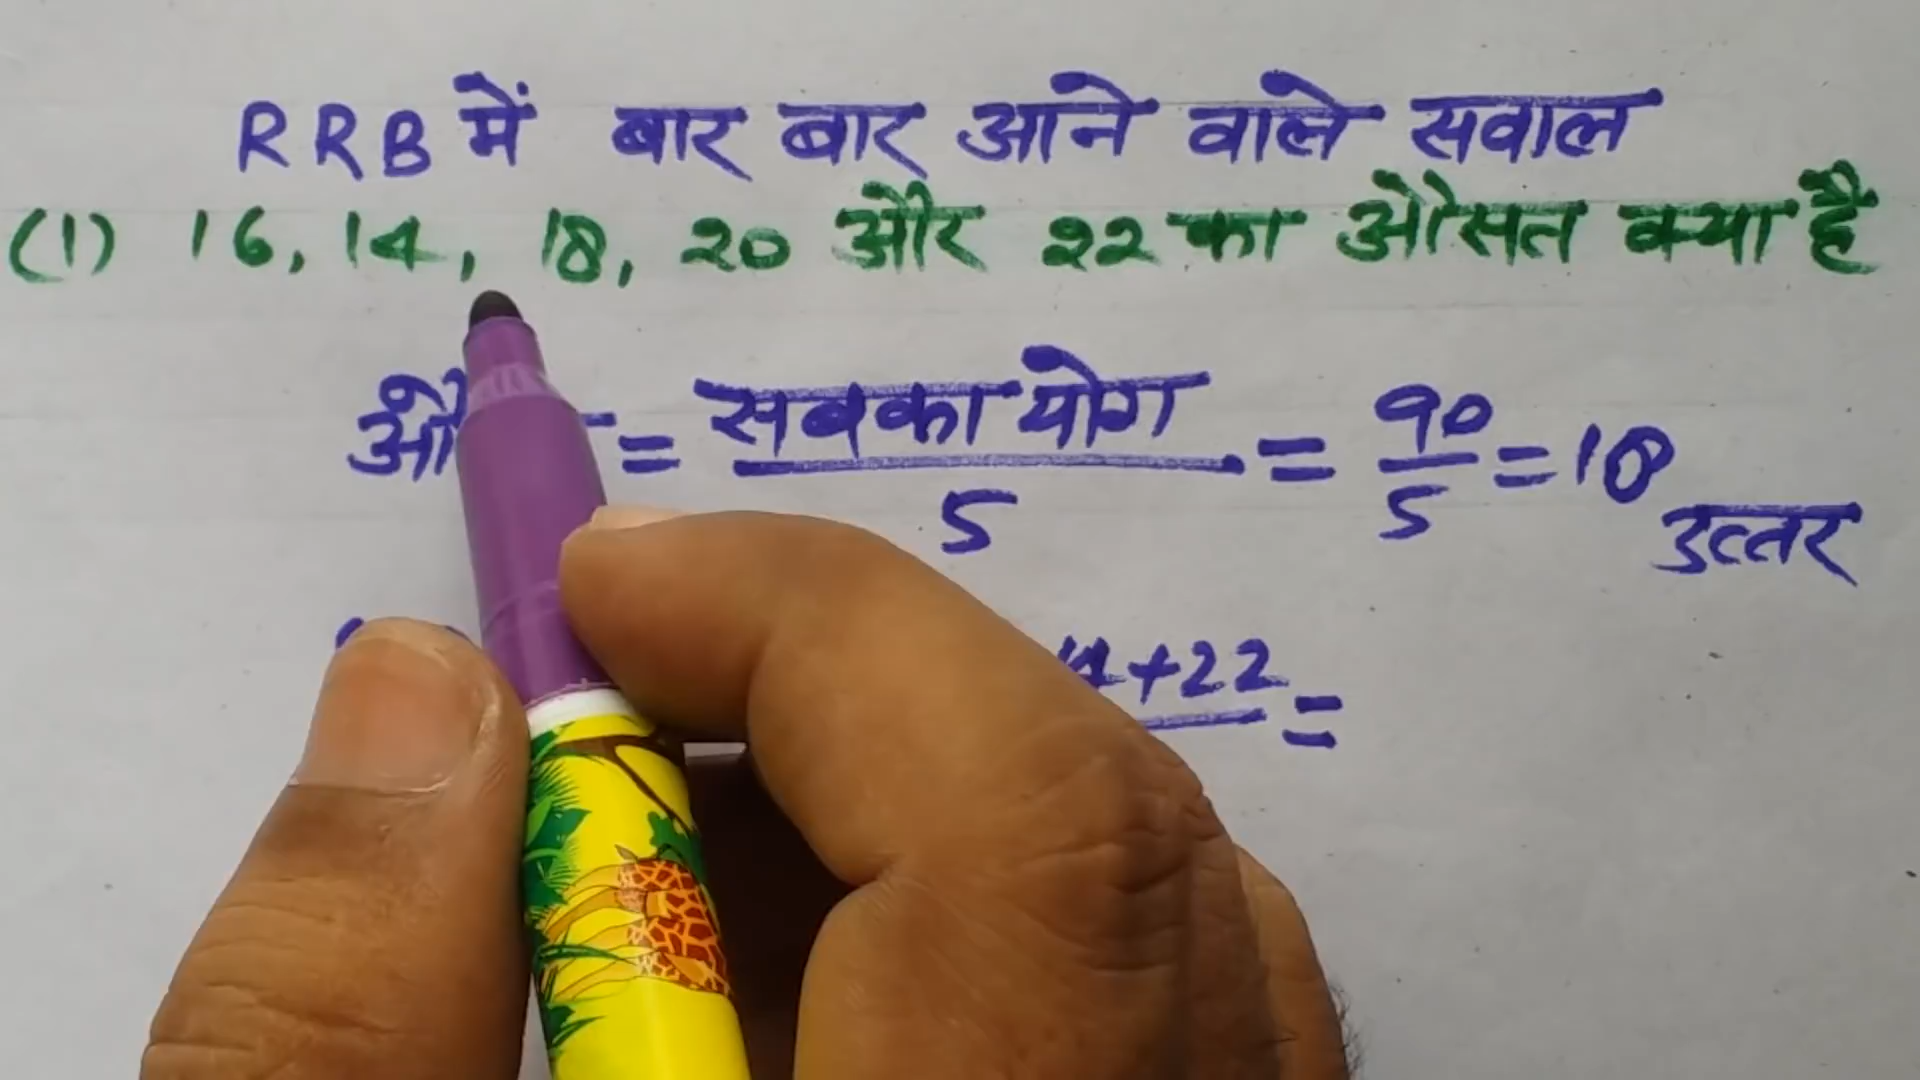 RRB में बार बार आने वाले सवाल
(1) 16, 14, 18, 20 और 22 का औसत क्या है
= सबका योग / 5 = 90 / 5 = 18 उत्तर
14+22 =